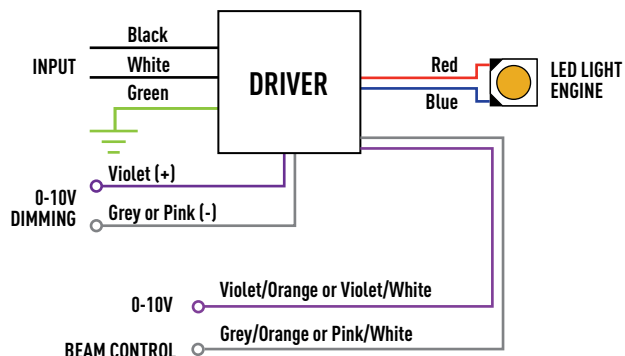 Black
INPUT
White
Green
DRIVER
Red
Blue
LED LIGHT
ENGINE
Violet (+)
0-10V
DIMMING
Grey or Pink (-)
Violet/Orange or Violet/White
0-10V
Grey/Orange or Pink/White
BEAM CONTROL